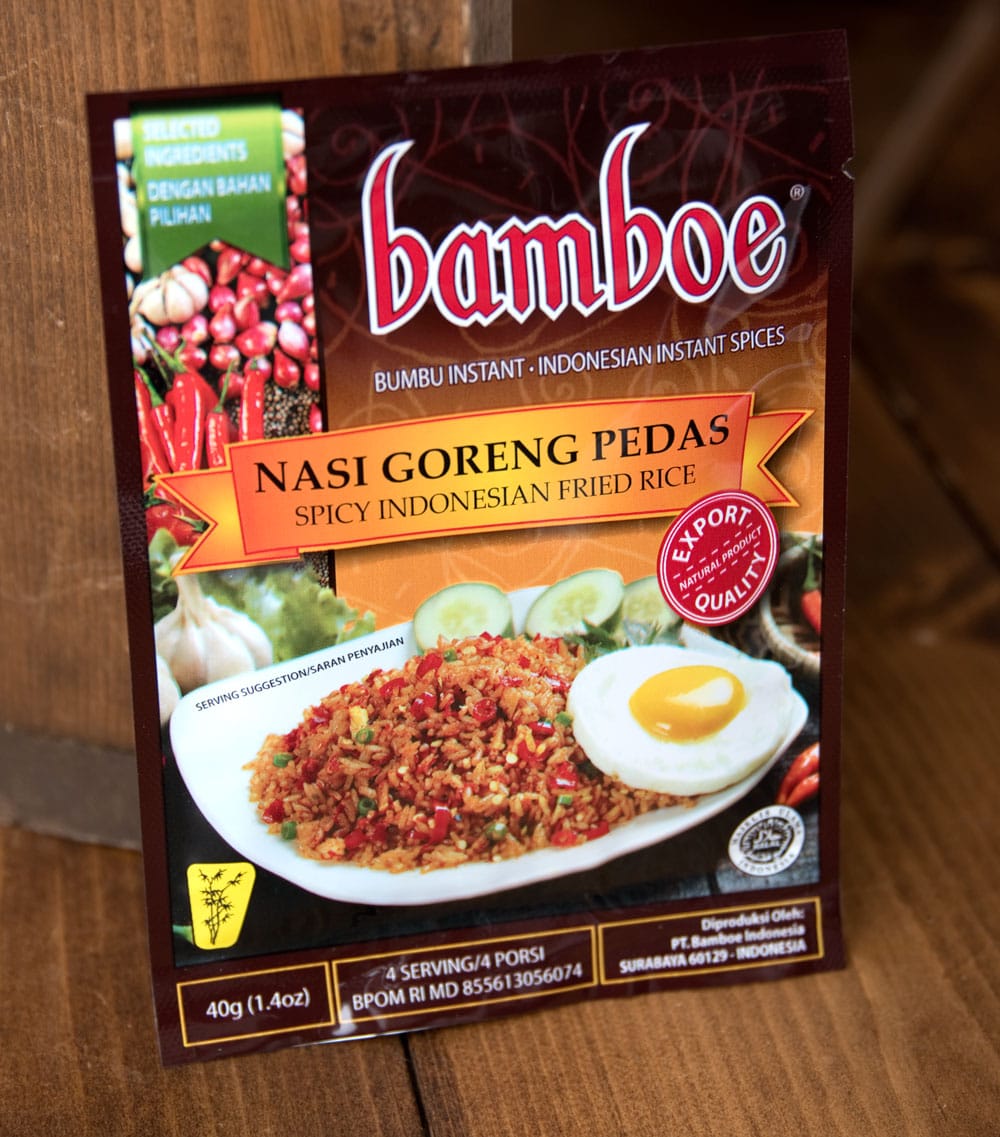 SELECTED
INGREDIENTS
DENGAN BAHAN
PILIHAN
bamboe®
BUMBU INSTANT • INDONESIAN INSTANT SPICES
NASI GORENG PEDAS
SPICY INDONESIAN FRIED RICE
EXPORT
NATURAL PRODUCT
QUALITY
SERVING SUGGESTION/SARAN PENYAJIAN
INDONESIA
40g (1.4oz)
4 SERVING/4 PORSI
BPOM RI MD 855613056074
Diproduksi Oleh:
PT. Bamboe Indonesia
SURABAYA 60129 - INDONESIA